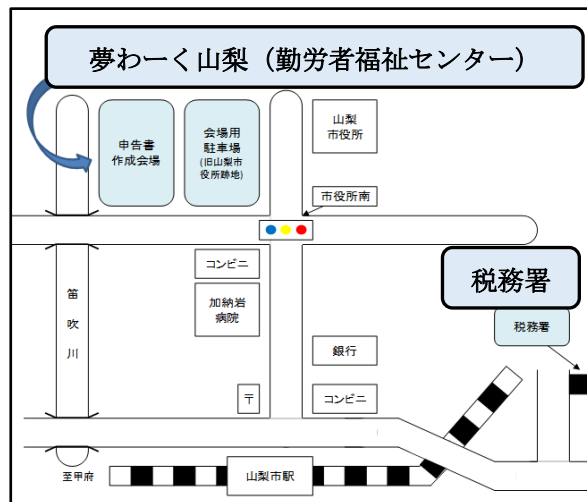 夢わーく山梨（勤労者福祉センター）
申告書
作成会場
会場用
駐車場
(旧山梨市
役所跡地)
山梨
市役所
市役所南
コンビニ
税務署
加納岩
病院
税務署
笛
吹
川
銀行
〒
コンビニ
至甲府
山梨市駅